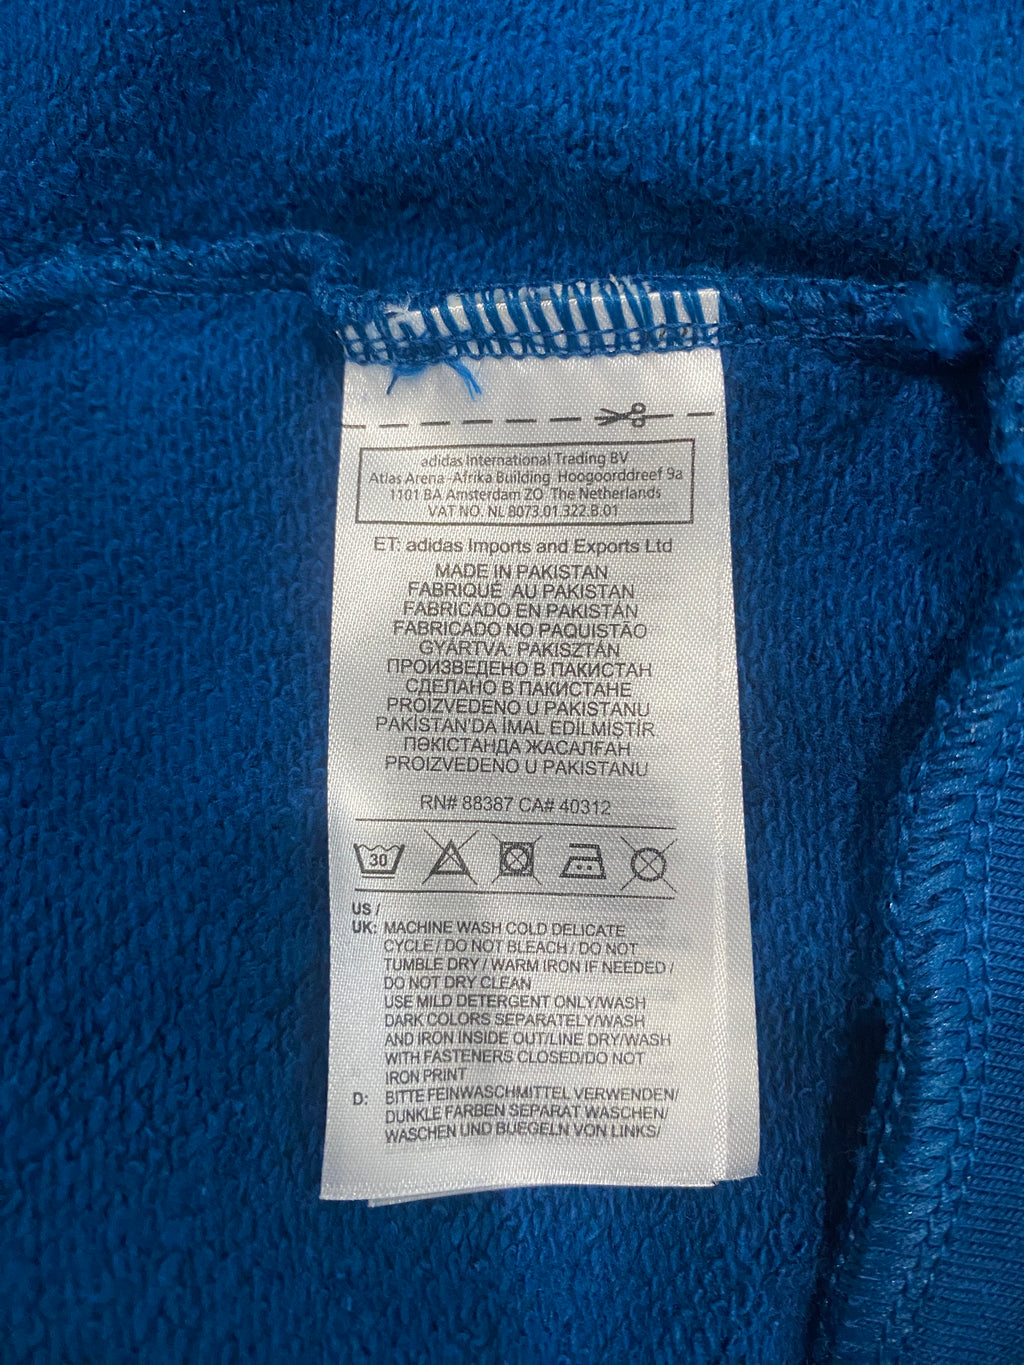 adidas International Trading BV
Atlas Arena-Afrika Building Hoogoorddreef 9a
1101 BA Amsterdam ZO The Netherlands
VAT NO. NL 8073.01.322.B.01
ET: adidas Imports and Exports Ltd
MADE IN PAKISTAN
FABRIQUÉ AU PAKISTAN
FABRICADO EN PAKISTÁN
FABRICADO NO PAQUISTÃO
GYÁRTVA: PAKISZTÁN
ПРОИЗВЕДЕНО В ПАКИСТАН
СДЕЛАНО В ПАКИСТАНЕ
PROIZVEDENO U PAKISTANU
PAKİSTAN'DA İMAL EDİLMİŞTİR
ПӘКІСТАНДА ЖАСАЛҒАН
PROIZVEDENO U PAKISTANU
RN# 88387 CA# 40312
30
US /
UK: MACHINE WASH COLD DELICATE
CYCLE / DO NOT BLEACH / DO NOT
TUMBLE DRY / WARM IRON IF NEEDED /
DO NOT DRY CLEAN
USE MILD DETERGENT ONLY/WASH
DARK COLORS SEPARATELY/WASH
AND IRON INSIDE OUT/LINE DRY/WASH
WITH FASTENERS CLOSED/DO NOT
IRON PRINT
D: BITTE FEINWASCHMITTEL VERWENDEN/
DUNKLE FARBEN SEPARAT WASCHEN/
WASCHEN UND BUEGELN VON LINKS/